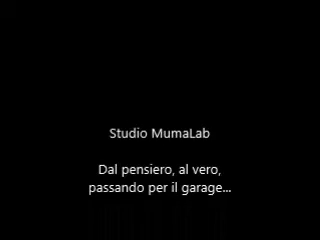 Studio MumaLab
Dal pensiero, al vero,
passando per il garage...